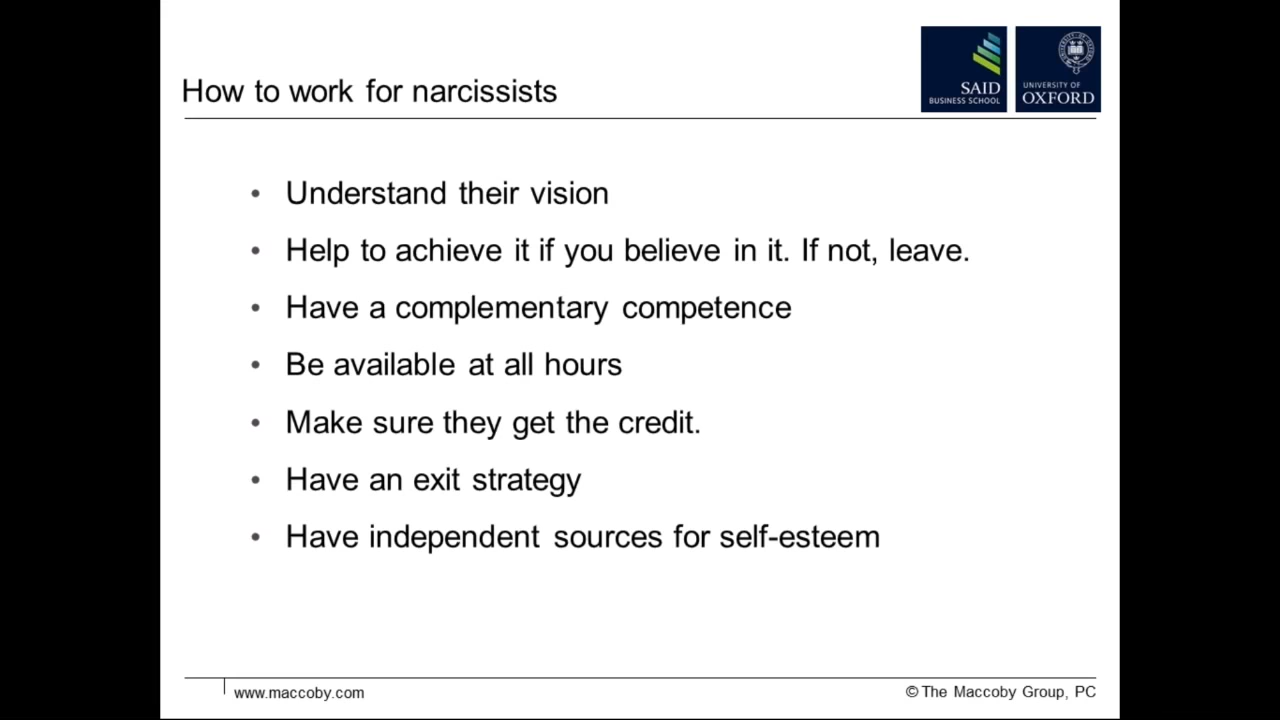 SAID
BUSINESS SCHOOL
UNIVERSITY OF
OXFORD
How to work for narcissists
• Understand their vision
• Help to achieve it if you believe in it. If not, leave.
• Have a complementary competence
• Be available at all hours
• Make sure they get the credit.
• Have an exit strategy
• Have independent sources for self-esteem
www.maccoby.com
© The Maccoby Group, PC